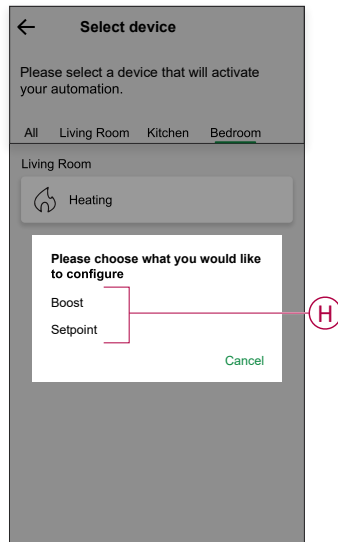 Select device
Please select a device that will activate
your automation.
All Living Room Kitchen Bedroom
Living Room
Heating
Please choose what you would like
to configure
Boost
Setpoint
H
Cancel